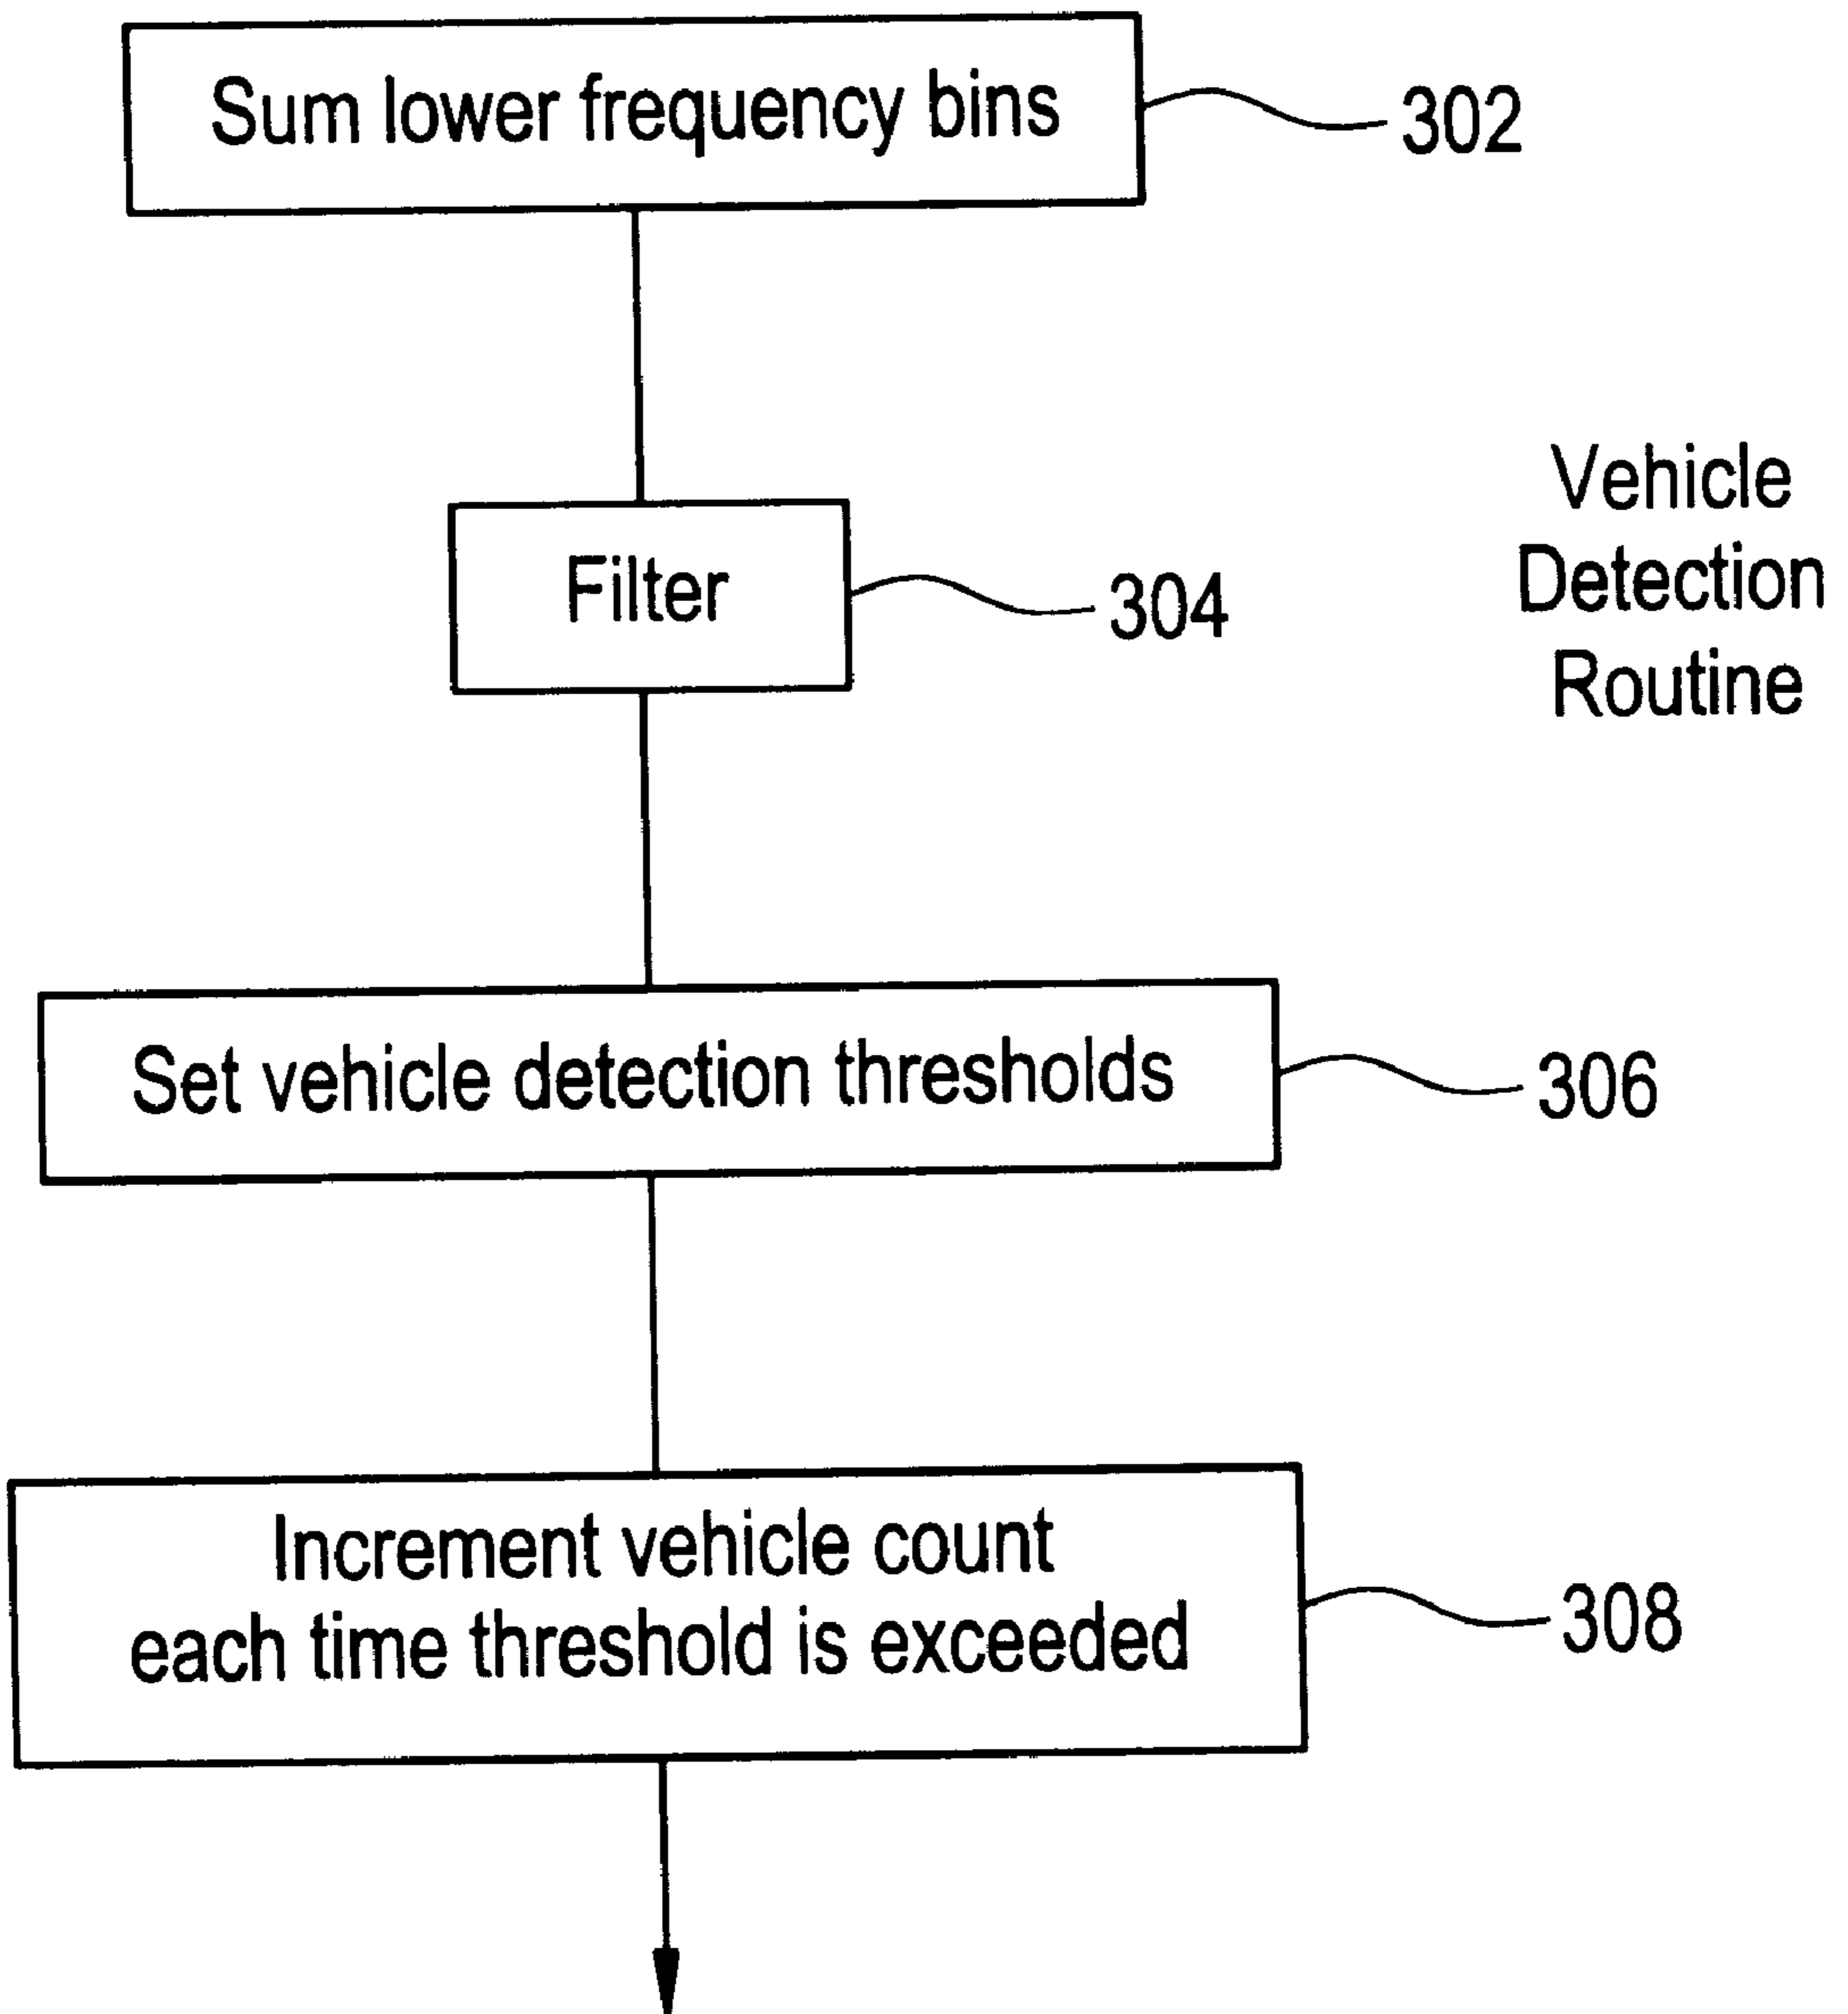 Sum lower frequency bins
302
Filter
304
Vehicle
Detection
Routine
Set vehicle detection thresholds
306
Increment vehicle count
each time threshold is exceeded
308